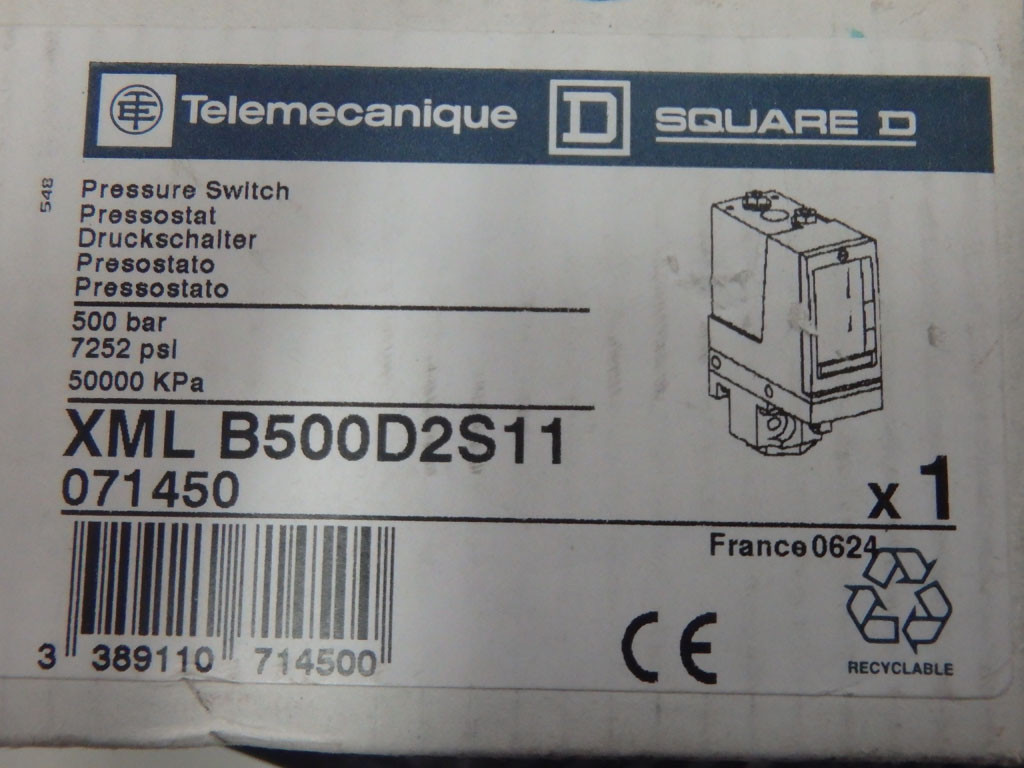 Telemecanique D SQUARE D
548
Pressure Switch
Pressostat
Druckschalter
Presostato
Pressostato
500 bar
7252 psi
50000 KPa
XML B500D2S11
071450
x 1
France 0624
3 389110 714500
CE
RECYCLABLE